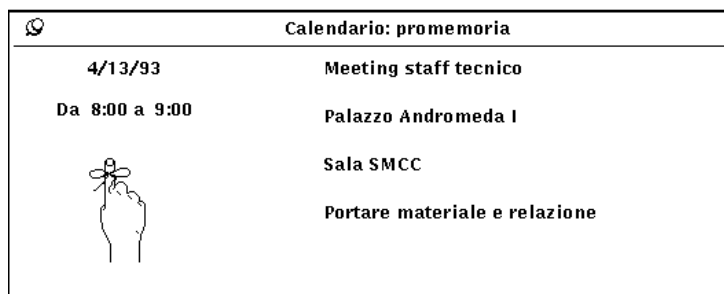 Calendario: promemoria
4/13/93
Da 8:00 a 9:00
Meeting staff tecnico
Palazzo Andromeda I
Sala SMCC
Portare materiale e relazione